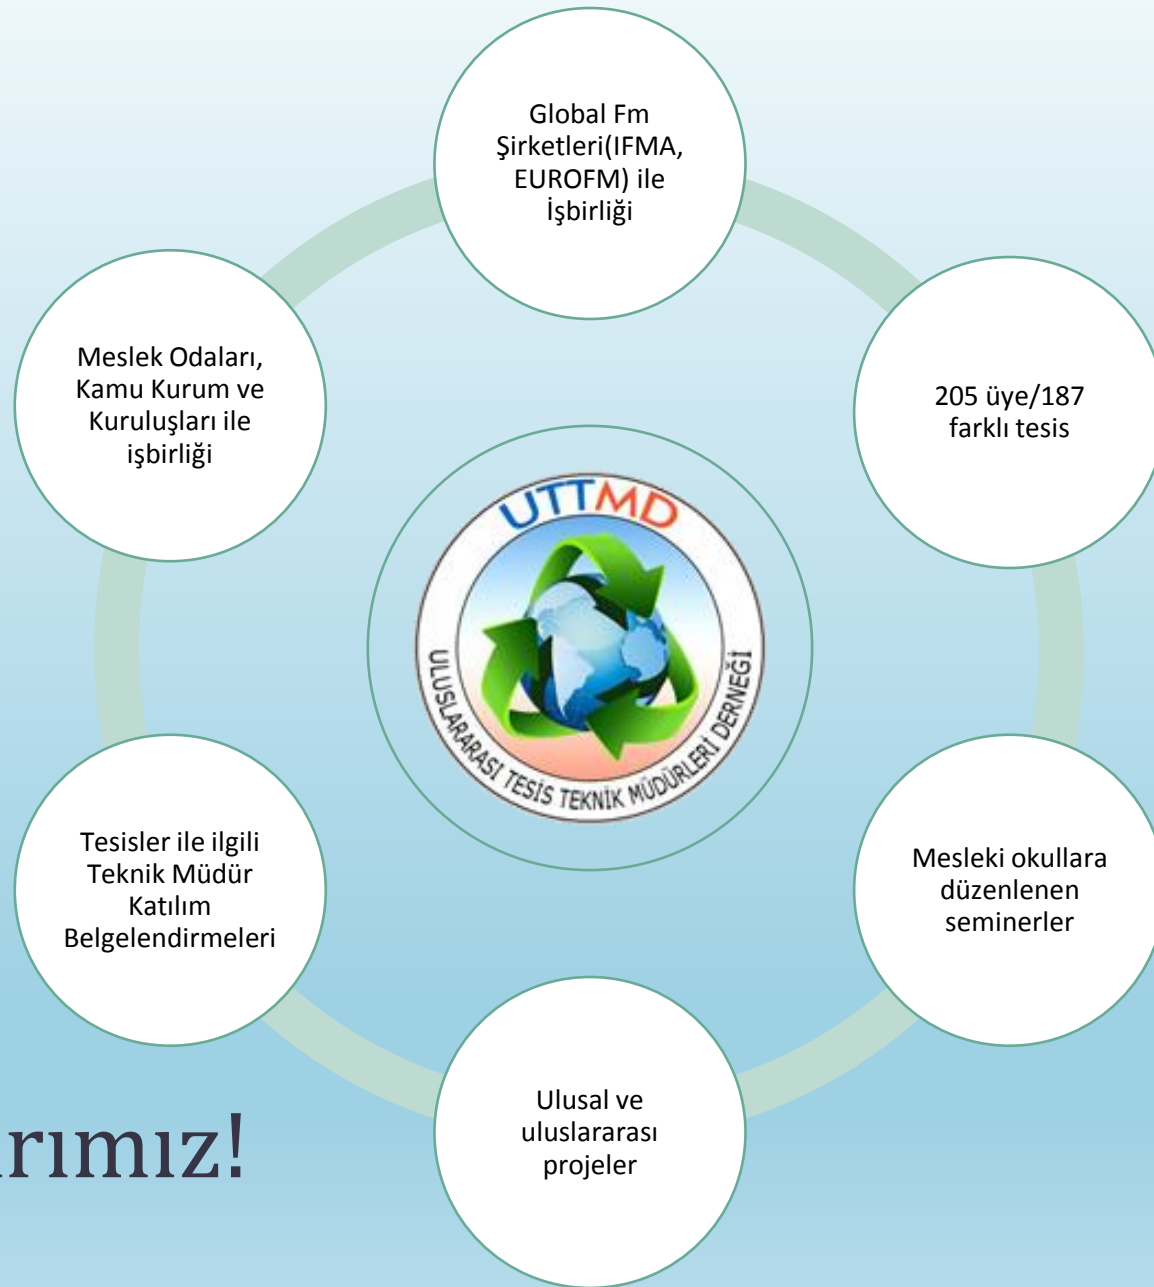 Global Fm
Şirketleri(IFMA,
EUROFM) ile
İşbirliği
205 üye/187
farklı tesis
Mesleki okullara
düzenlenen
seminerler
Ulusal ve
uluslararası
projeler
Tesisler ile ilgili
Teknik Müdür
Katılım
Belgelendirmeleri
Meslek Odaları,
Kamu Kurum ve
Kuruluşları ile
işbirliği
UTTMD
ULUSLARARASI TESİS TEKNİK MÜDÜRLERİ DERNEĞİ